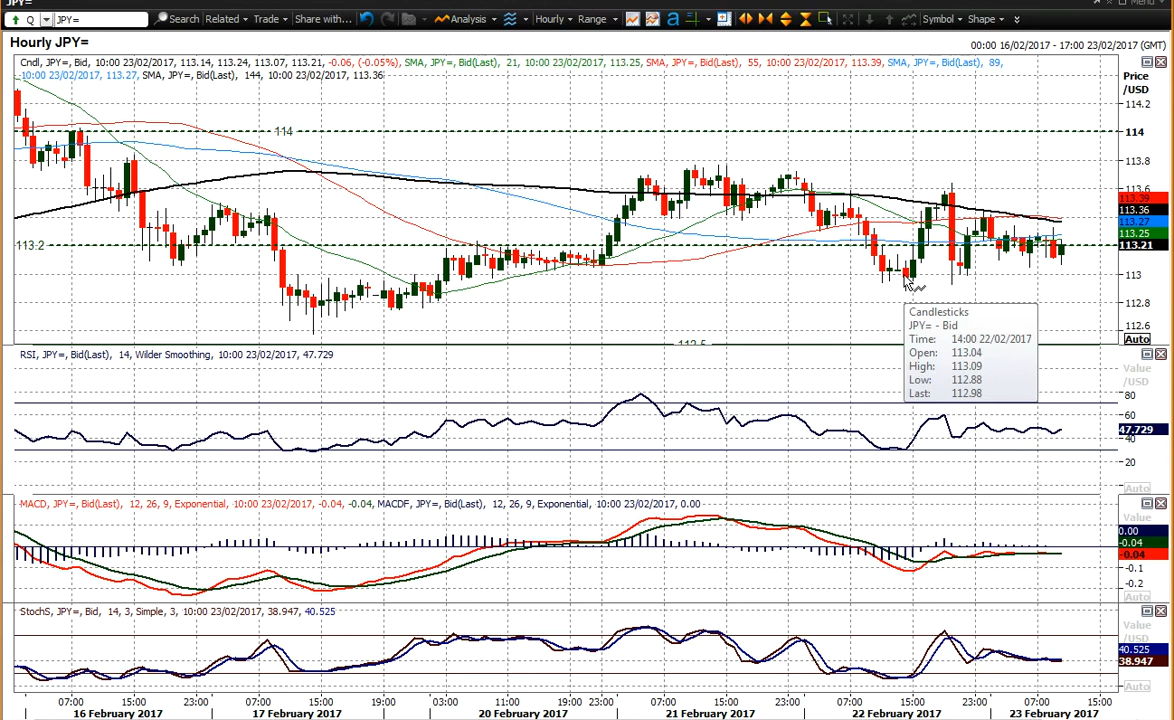 JPY=
Menu
Q JPY= Search Related Trade Share with... Analysis Hourly Range a Symbol Shape
Hourly JPY=
00:00 16/02/2017 - 17:00 23/02/2017 (GMT)
Cndl, JPY=, Bid, 10:00 23/02/2017, 113.14, 113.24, 113.07, 113.21, -0.06, (-0.05%), SMA, JPY=, Bid(Last), 21, 10:00 23/02/2017, 113.25, SMA, JPY=, Bid(Last), 55, 10:00 23/02/2017, 113.39, SMA, JPY=, Bid(Last), 89,
10:00 23/02/2017, 113.27, SMA, JPY=, Bid(Last), 144, 10:00 23/02/2017, 113.36
Price
/USD
114.2
114
114
113.8
113.6
113.39
113.36
113.27
113.25
113.2
113.21
113
112.8
112.6
Auto
112.5
Candlesticks
JPY= - Bid
Time: 14:00 22/02/2017
Open: 113.04
High: 113.09
Low: 112.88
Last: 112.98
RSI, JPY=, Bid(Last), 14, Wilder Smoothing, 10:00 23/02/2017, 47.729
Value
/USD
80
60
47.729
40
20
Auto
MACD, JPY=, Bid(Last), 12, 26, 9, Exponential, 10:00 23/02/2017, -0.04, -0.04, MACDF, JPY=, Bid(Last), 12, 26, 9, Exponential, 10:00 23/02/2017, 0.00
Value
0.00
-0.04
-0.04
-0.1
-0.2
Auto
StochS, JPY=, Bid, 14, 3, Simple, 3, 10:00 23/02/2017, 38.947, 40.525
Value
/USD
40.525
38.947
Auto
07:00 15:00 23:00 07:00 15:00 19:00 03:00 11:00 19:00 23:00 07:00 15:00 23:00 07:00 15:00 23:00 07:00 15:00
16 February 2017 17 February 2017 20 February 2017 21 February 2017 22 February 2017 23 February 2017